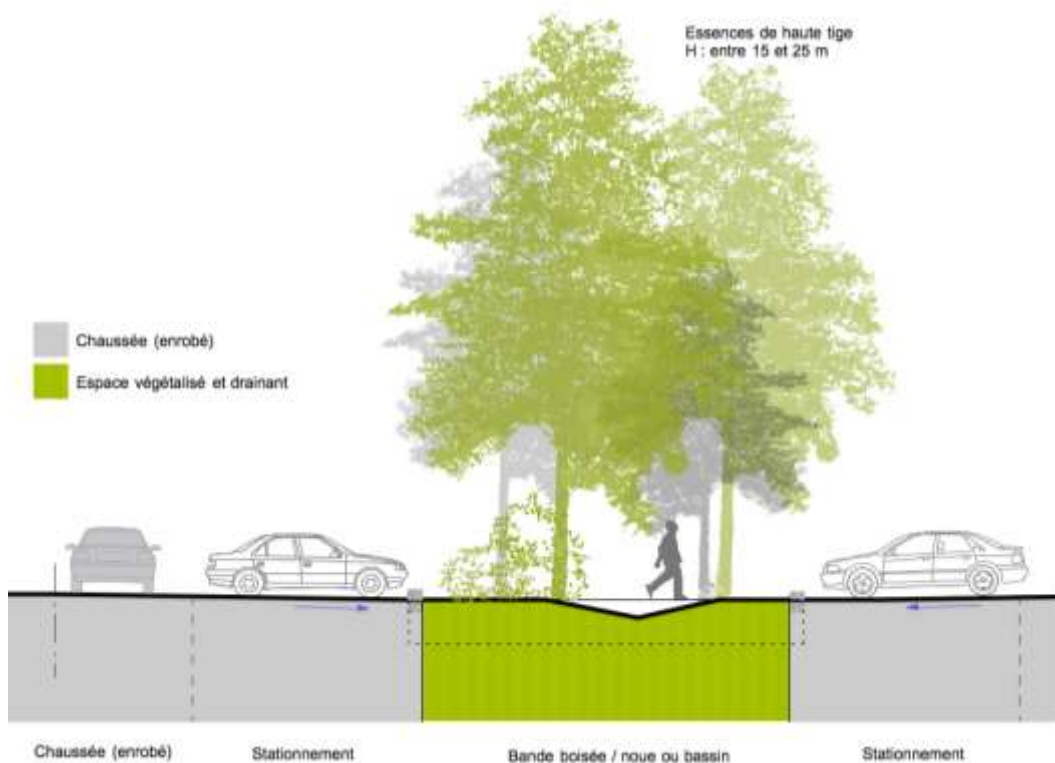 Essences de haute tige
H : entre 15 et 25 m
Chaussée (enrobé)
Espace végétalisé et drainant
Chaussée (enrobé)
Stationnement
Bande boisée / noue ou bassin
Stationnement